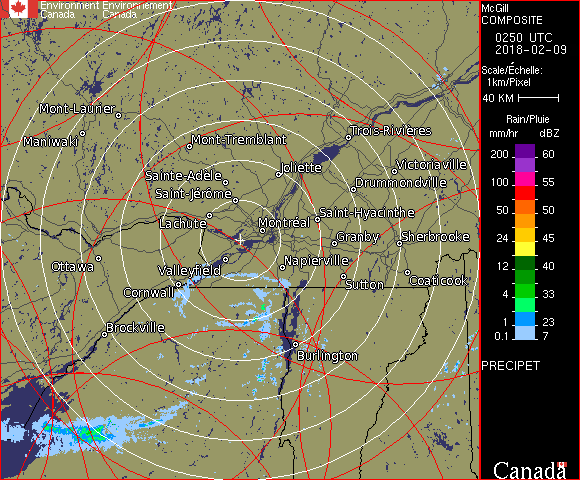 Environment Environnement
Canada Canada
McGill
COMPOSITE
0250 UTC
2018-02-09
Scale/Échelle:
1km/Pixel
40 KM
Rain/Pluie
mm/hr dBZ
200 60
100 55
50 50
24 45
12 40
4 33
1 23
0.1 7
PRECIPET
Mont-Laurier
Maniwaki
Mont-Tremblant
Trois-Rivières
Joliette
Victoriaville
Sainte-Adèle
Drummondville
Saint-Jérôme
Saint-Hyacinthe
Lachute
Montréal
Granby
Sherbrooke
Ottawa
Valleyfield
Napierville
Cornwall
Sutton
Coaticook
Brockville
Burlington
Canada